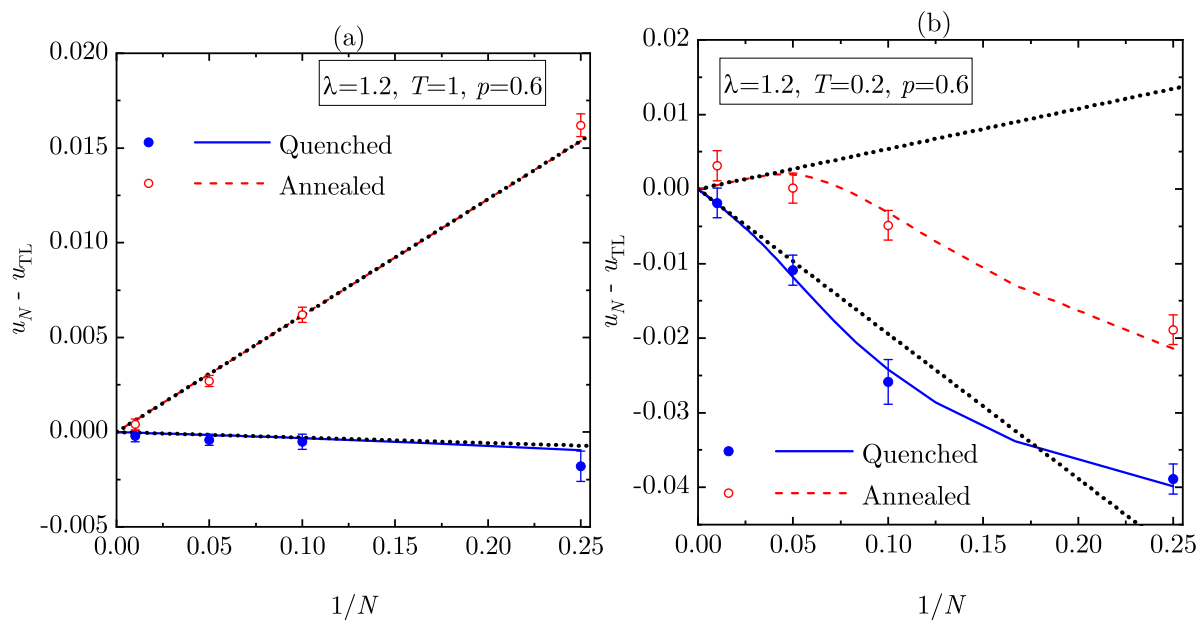 (a)
λ=1.2, T=1, p=0.6
Quenched
Annealed
0.020
0.015
0.010
0.005
0.000
-0.005
0.00 0.05 0.10 0.15 0.20 0.25
u_N - u_TL
1/N
(b)
λ=1.2, T=0.2, p=0.6
Quenched
Annealed
0.02
0.01
0.00
-0.01
-0.02
-0.03
-0.04
0.00 0.05 0.10 0.15 0.20 0.25
u_N - u_TL
1/N